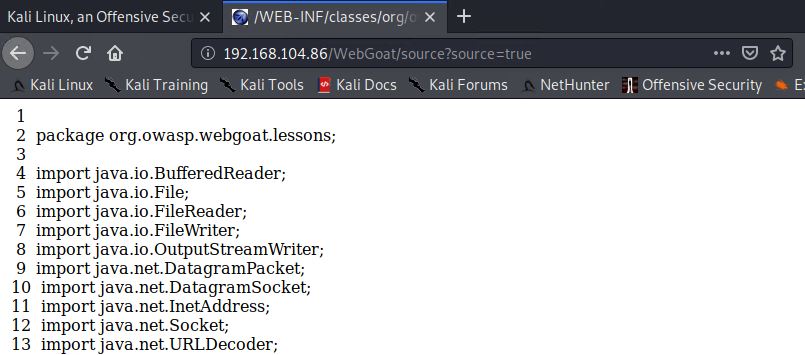 Kali Linux, an Offensive Secu
/WEB-INF/classes/org/o
192.168.104.86/WebGoat/source?source=true
Kali Linux Kali Training Kali Tools Kali Docs Kali Forums NetHunter Offensive Security E
1
2 package org.owasp.webgoat.lessons;
3
4 import java.io.BufferedReader;
5 import java.io.File;
6 import java.io.FileReader;
7 import java.io.FileWriter;
8 import java.io.OutputStreamWriter;
9 import java.net.DatagramPacket;
10 import java.net.DatagramSocket;
11 import java.net.InetAddress;
12 import java.net.Socket;
13 import java.net.URLDecoder;